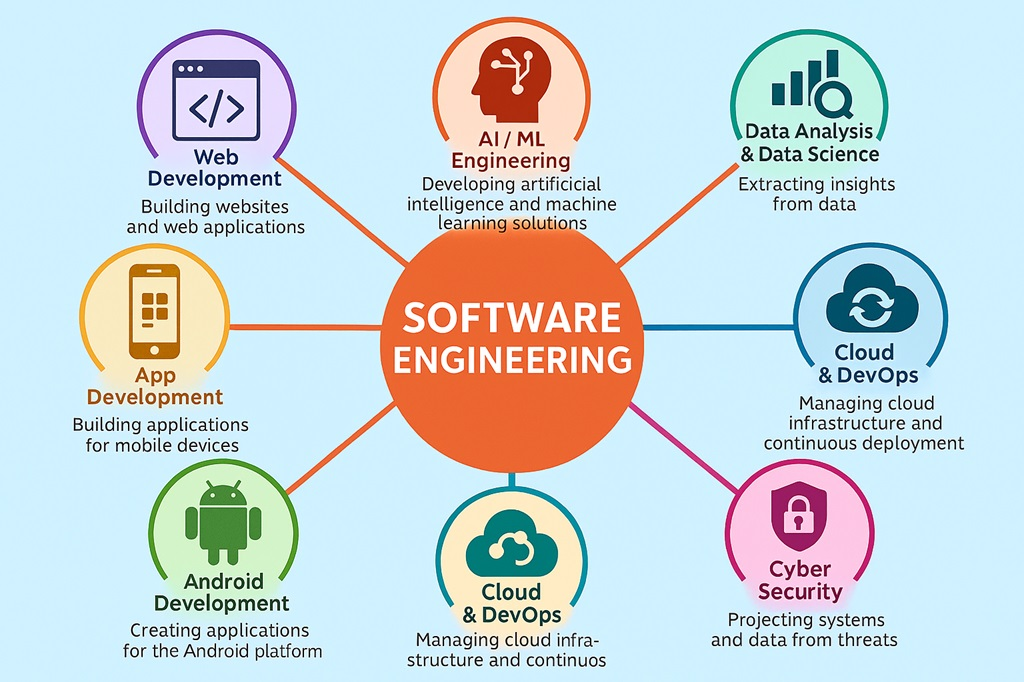 Web
Development
Building websites
and web applications
AI / ML
Engineering
Developing artificicial
intelligence and machine
learning solutions
Data Analysis
& Data Science
Extracting insights
from data
App
Development
Building applications
for mobile devices
SOFTWARE
ENGINEERING
Cloud
& DevOps
Managing cloud
infrastructure and
continuous deployment
Android
Development
Creating applications
for the Android platform
Cloud
& DevOps
Managing cloud infra-
structure and continuos
Cyber
Security
Projecting systems
and data from threats